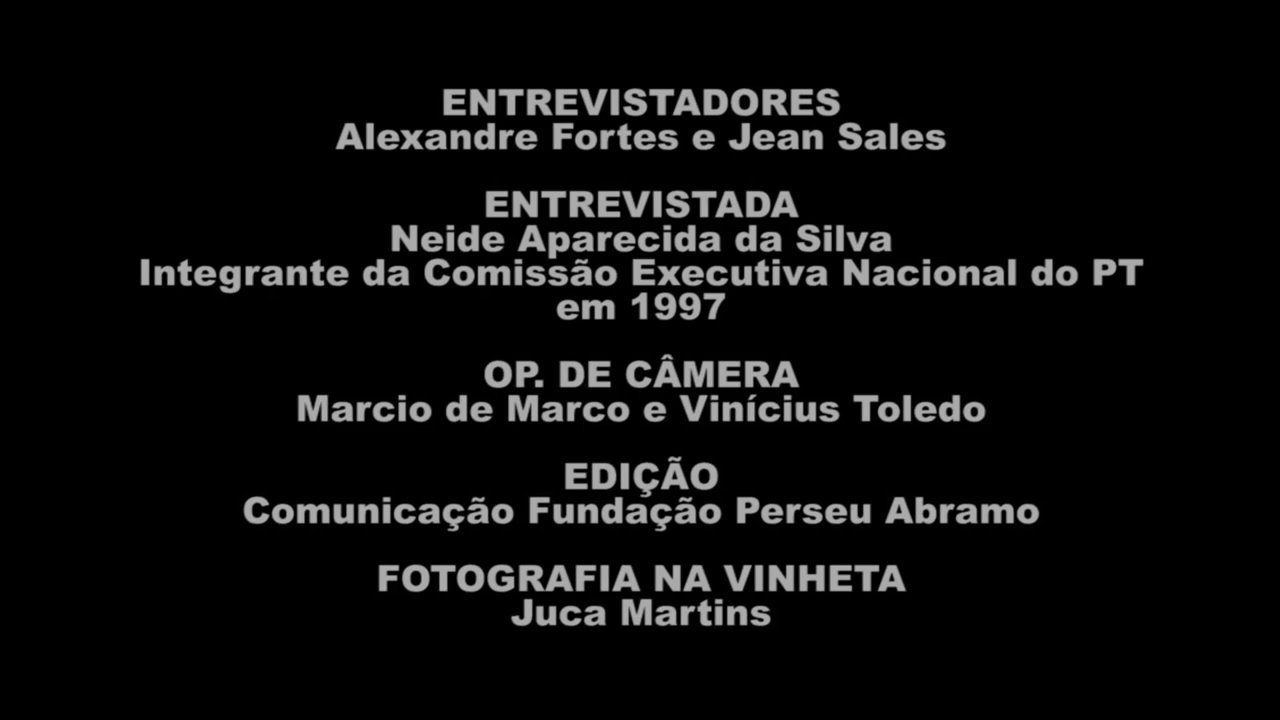 ENTREVISTADORES
Alexandre Fortes e Jean Sales
ENTREVISTADA
Neide Aparecida da Silva
Integrante da Comissão Executiva Nacional do PT
em 1997
OP. DE CÂMERA
Marcio de Marco e Vinícius Toledo
EDIÇÃO
Comunicação Fundação Perseu Abramo
FOTOGRAFIA NA VINHETA
Juca Martins